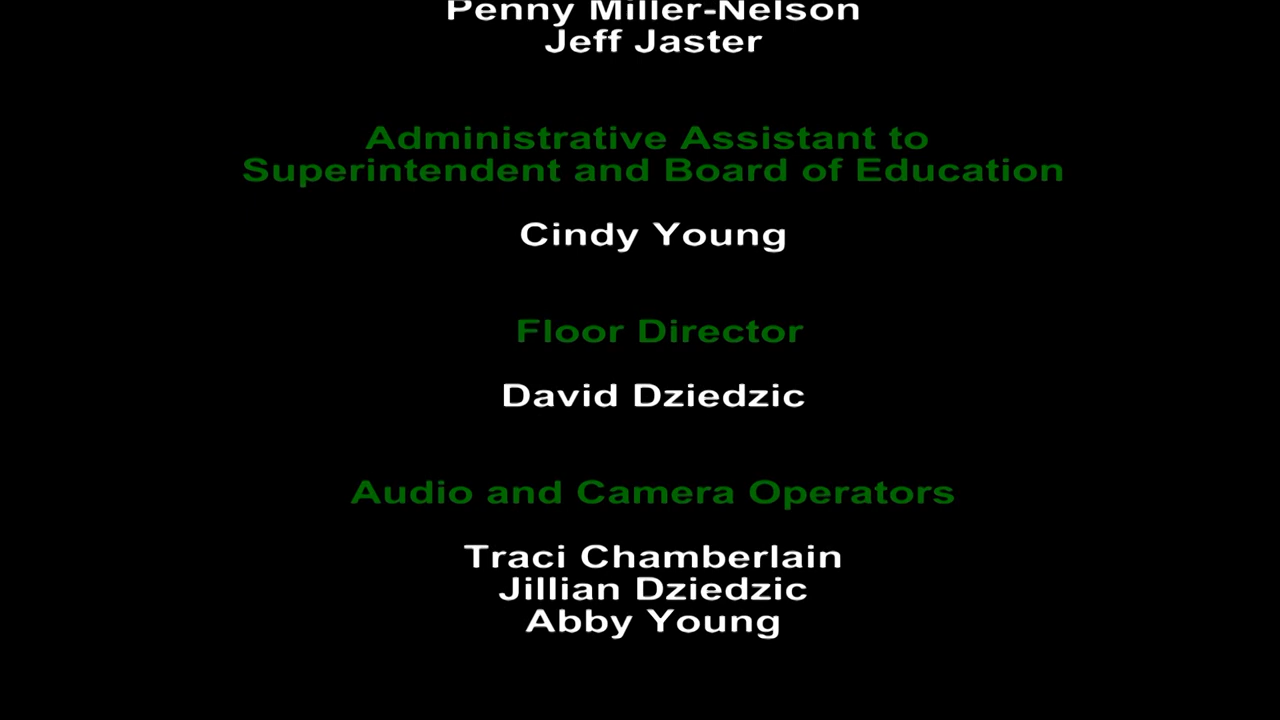 Penny Miller-Nelson
Jeff Jaster
Administrative Assistant to
Superintendent and Board of Education
Cindy Young
Floor Director
David Dziedzic
Audio and Camera Operators
Traci Chamberlain
Jillian Dziedzic
Abby Young